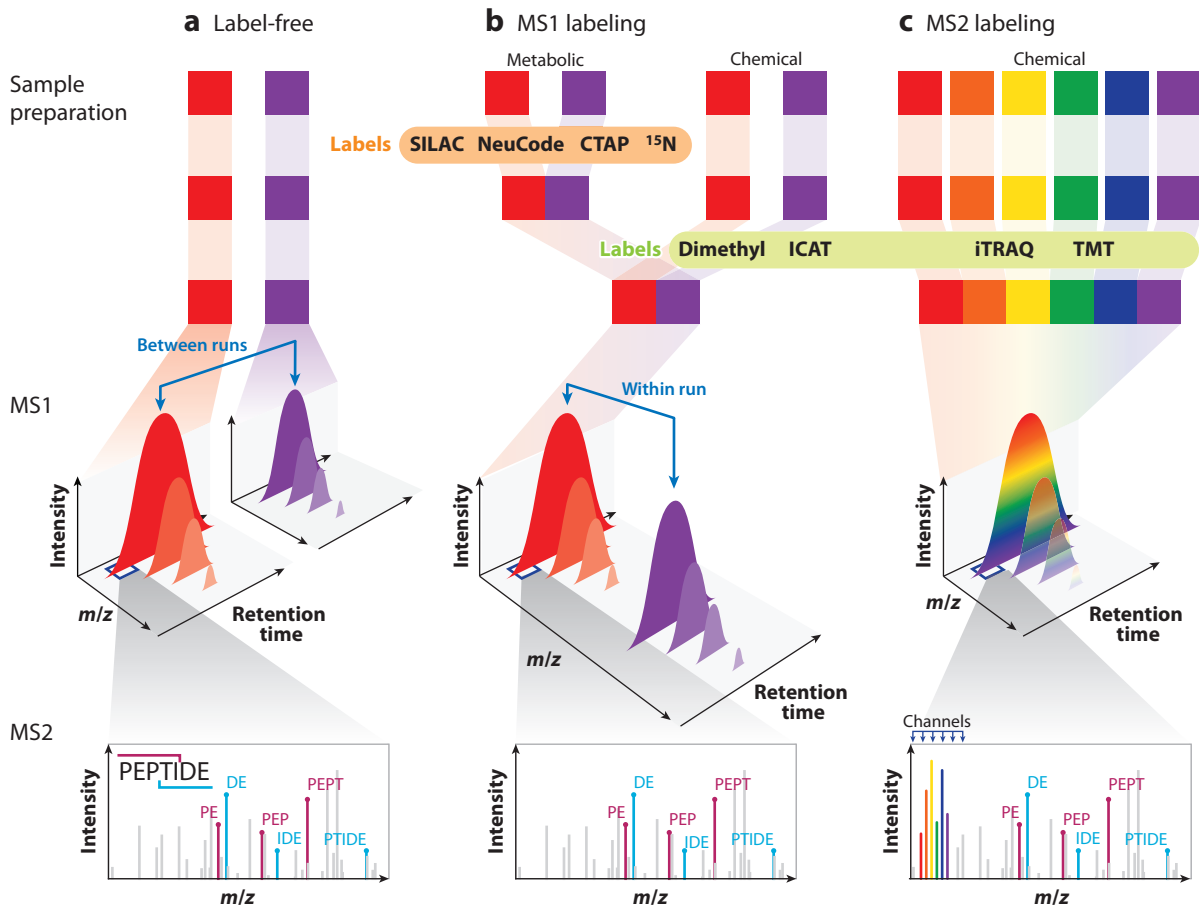 a Label-free
b MS1 labeling
c MS2 labeling
Metabolic
Chemical
Chemical
Sample
preparation
Labels SILAC NeuCode CTAP ¹⁵N
Labels Dimethyl ICAT iTRAQ TMT
Between runs
Within run
MS1
Intensity
m/z
Retention
time
Intensity
m/z
Retention
time
Intensity
m/z
Retention
time
MS2
Intensity
PEPTIDE
PE
DE
PEP
IDE
PEPT
PTIDE
m/z
Intensity
PE
DE
PEP
IDE
PEPT
PTIDE
m/z
Channels
Intensity
PE
DE
PEP
IDE
PEPT
PTIDE
m/z